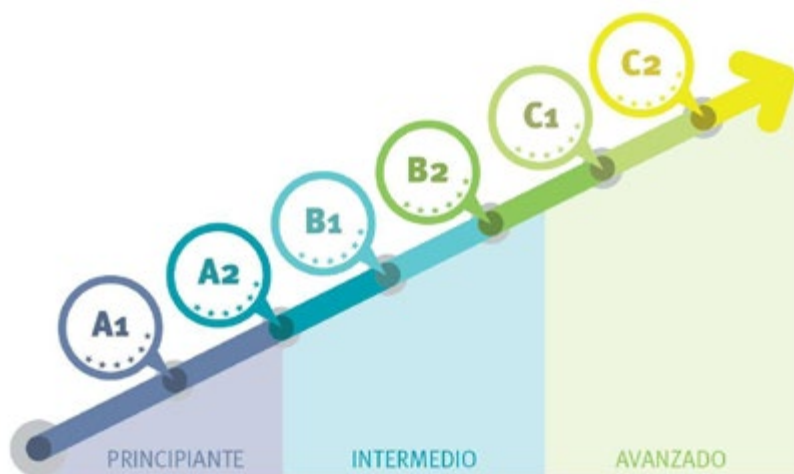 A1
A2
B1
B2
C1
C2
PRINCIPIANTE
INTERMEDIO
AVANZADO